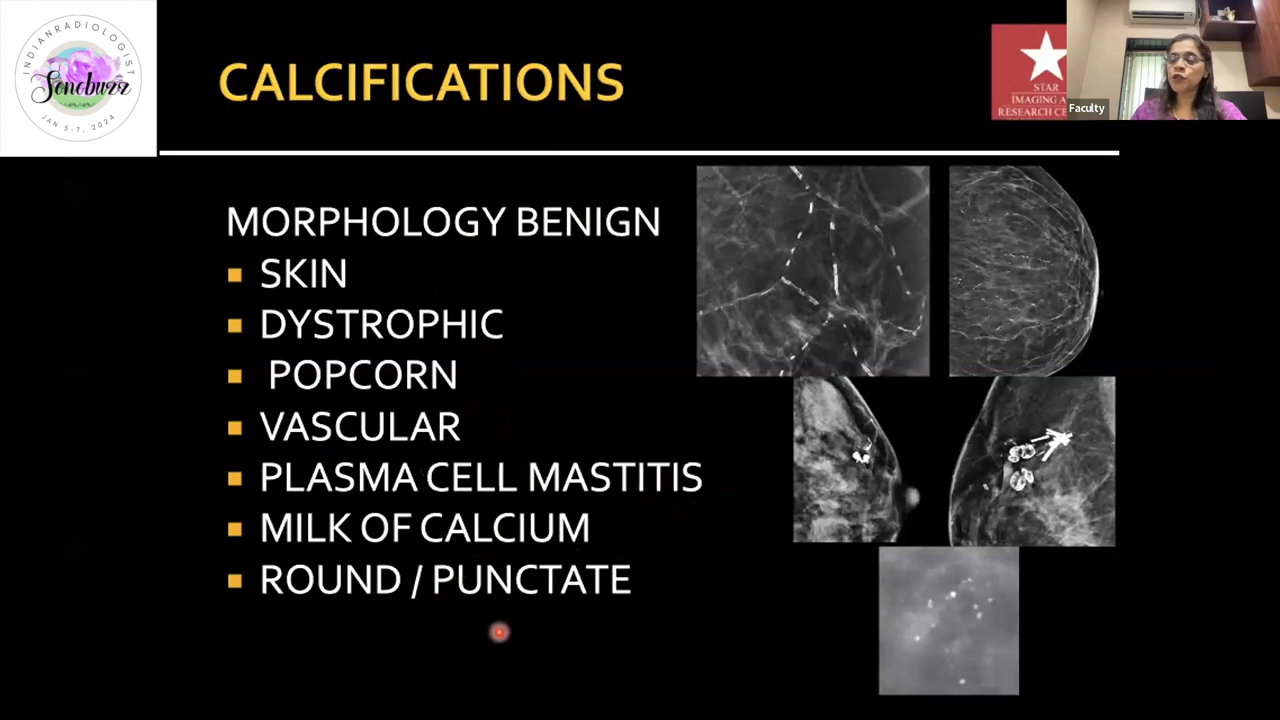 INDIANRADIOLOGIST
Sonobuzz
JAN 5-7, 2024
CALCIFICATIONS
STAR
IMAGING A
RESEARCH CE
Faculty
MORPHOLOGY BENIGN
SKIN
DYSTROPHIC
POPCORN
VASCULAR
PLASMA CELL MASTITIS
MILK OF CALCIUM
ROUND / PUNCTATE